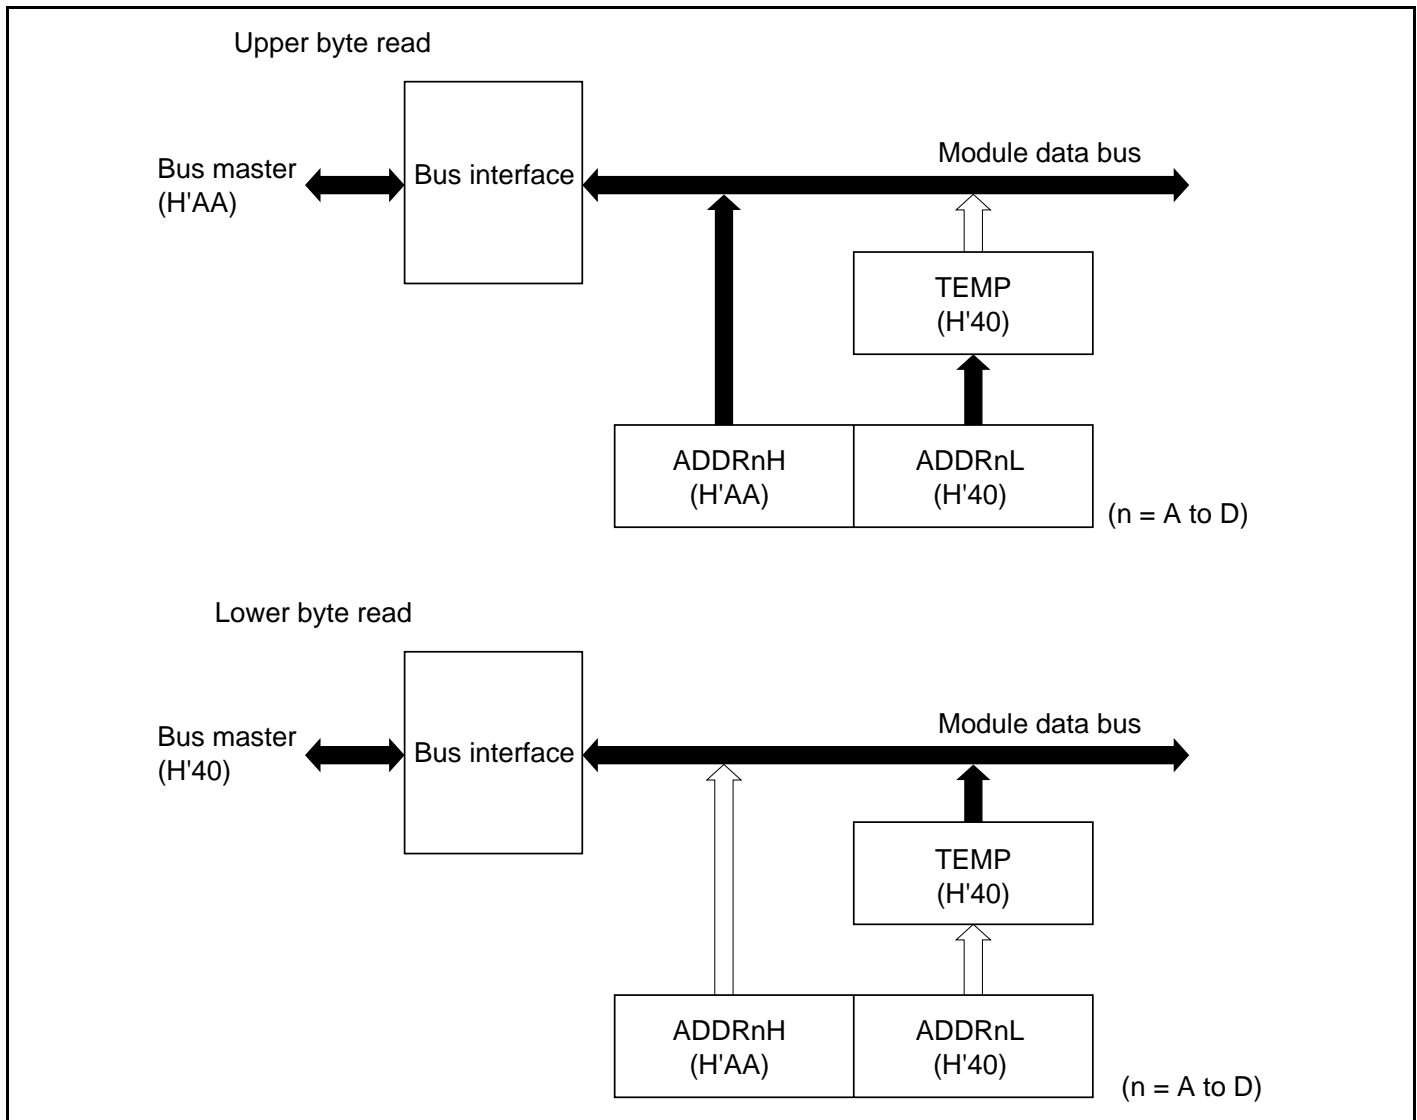 Upper byte read
Bus master
(H'AA)
Bus interface
Module data bus
TEMP
(H'40)
ADDRnH
(H'AA)
ADDRnL
(H'40)
(n = A to D)
Lower byte read
Bus master
(H'40)
Bus interface
Module data bus
TEMP
(H'40)
ADDRnH
(H'AA)
ADDRnL
(H'40)
(n = A to D)